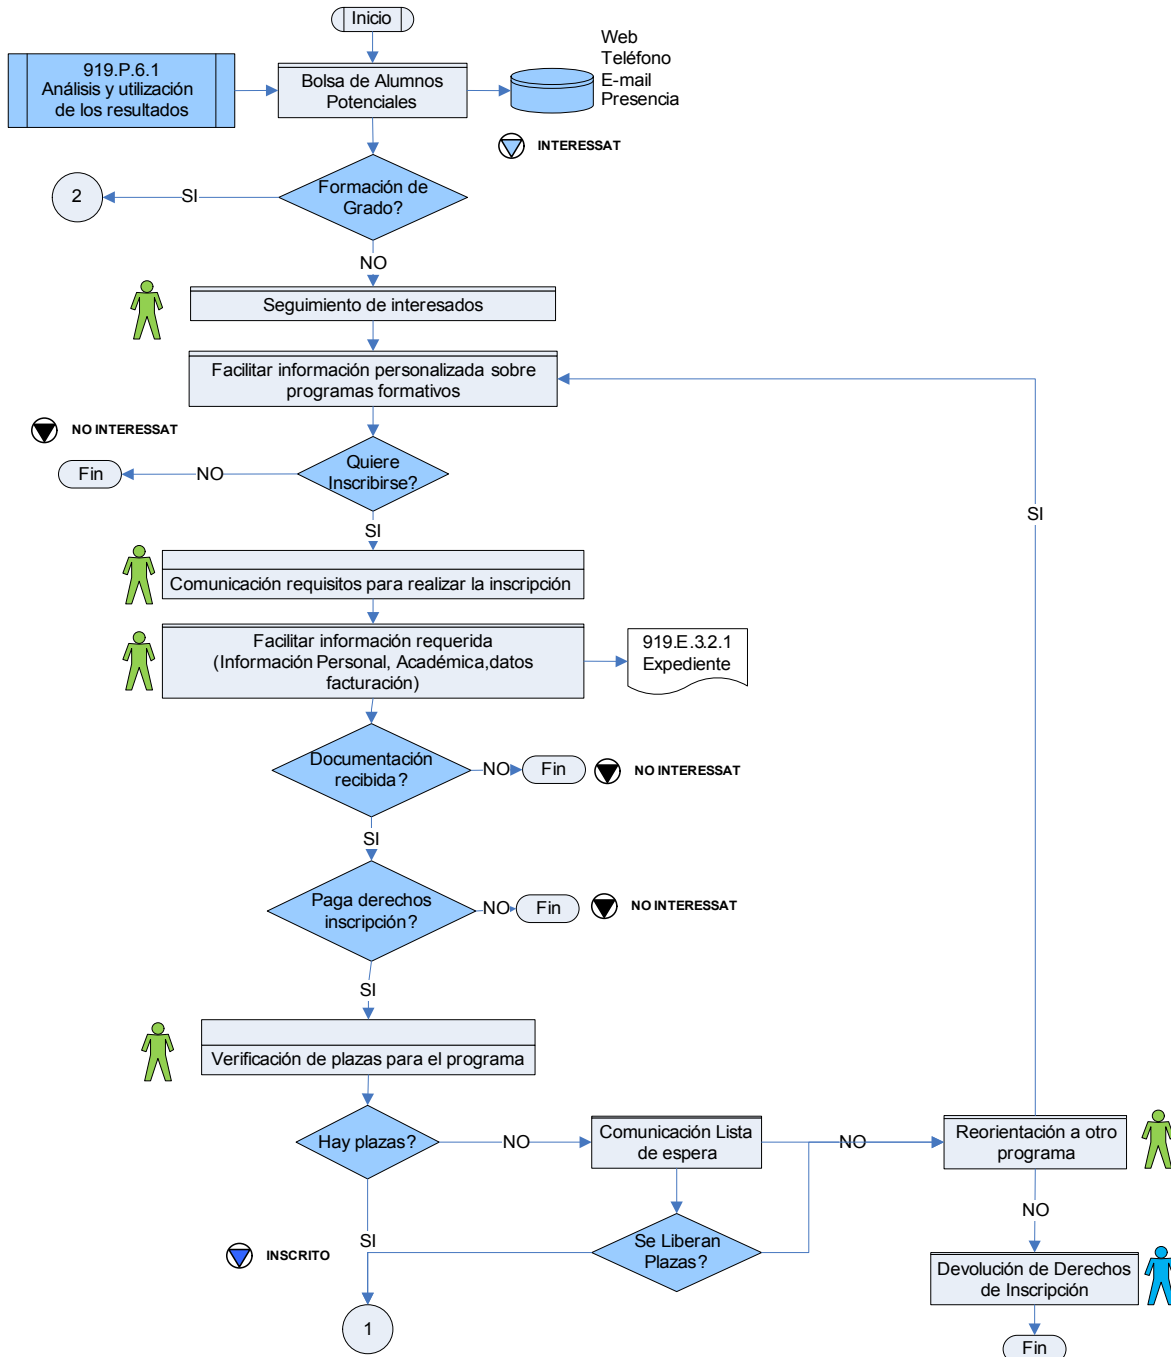 Inicio
Web
Teléfono
E-mail
Presencia
919.P.6.1
Análisis y utilización
de los resultados
Bolsa de Alumnos
Potenciales
INTERESSAT
Formación de
Grado?
SI
2
NO
Seguimiento de interesados
Facilitar información personalizada sobre
programas formativos
NO INTERESSAT
Quiere
Inscribirse?
NO
Fin
SI
SI
Comunicación requisitos para realizar la inscripción
Facilitar información requerida
(Información Personal, Académica,datos
facturación)
919.E.3.2.1
Expediente
Documentación
recibida?
NO
Fin
NO INTERESSAT
SI
Paga derechos
inscripción?
NO
Fin
NO INTERESSAT
SI
Verificación de plazas para el programa
Hay plazas?
NO
Comunicación Lista
de espera
NO
Reorientación a otro
programa
NO
SI
INSCRITO
Se Liberan
Plazas?
Devolución de Derechos
de Inscripción
1
Fin